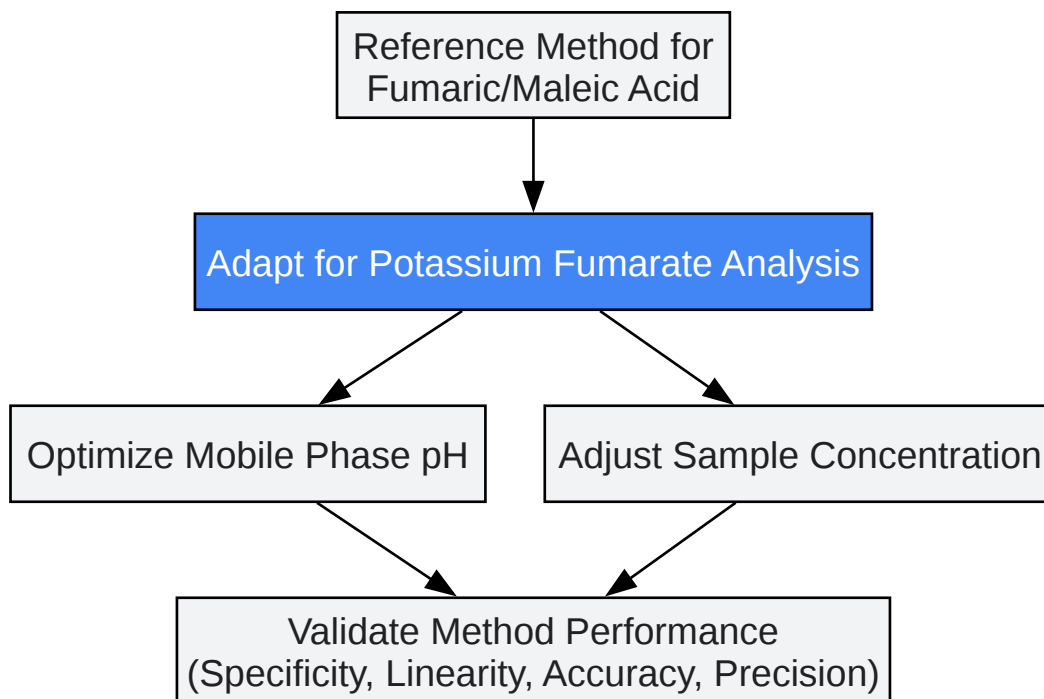 Reference Method for
Fumaric/Maleic Acid
Adapt for Potassium Fumarate Analysis
Optimize Mobile Phase pH
Adjust Sample Concentration
Validate Method Performance
(Specificity, Linearity, Accuracy, Precision)